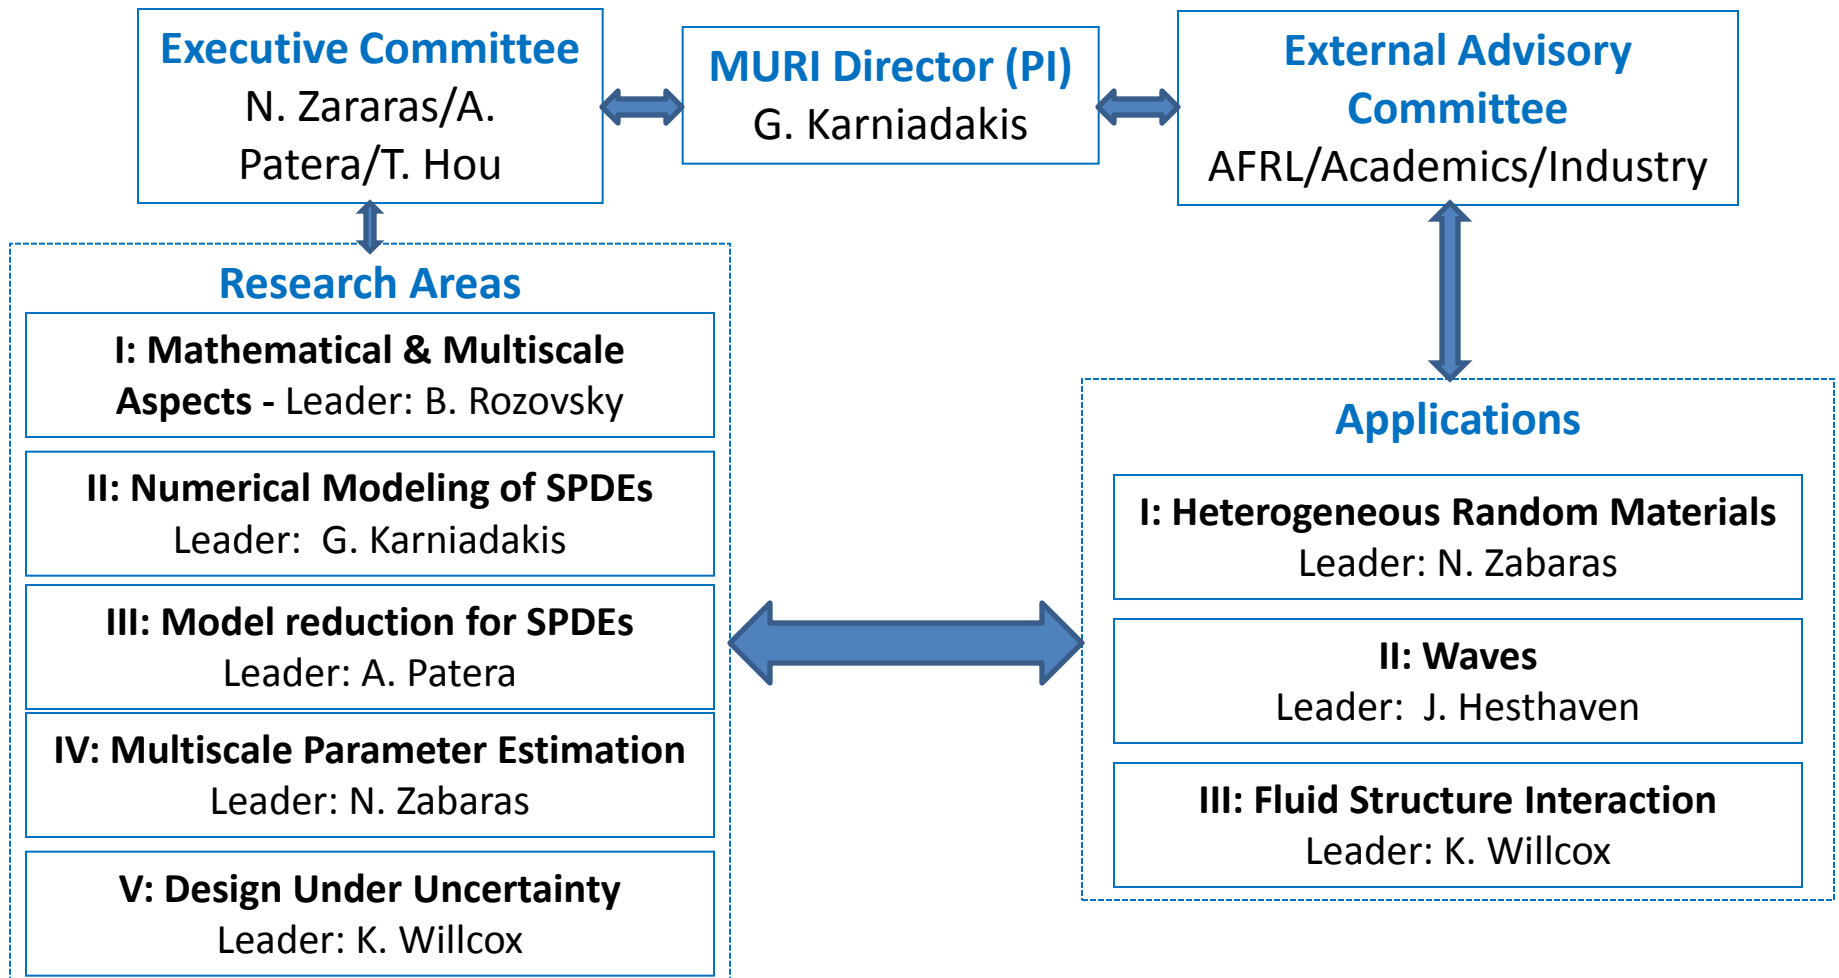 Executive Committee
N. Zararas/A.
Patera/T. Hou
MURI Director (PI)
G. Karniadakis
External Advisory
Committee
AFRL/Academics/Industry
Research Areas
I: Mathematical & Multiscale
Aspects - Leader: B. Rozovsky
II: Numerical Modeling of SPDEs
Leader:  G. Karniadakis
III: Model reduction for SPDEs
Leader: A. Patera
IV: Multiscale Parameter Estimation
Leader: N. Zabaras
V: Design Under Uncertainty
Leader: K. Willcox
Applications
I: Heterogeneous Random Materials
Leader: N. Zabaras
II: Waves
Leader:  J. Hesthaven
III: Fluid Structure Interaction
Leader: K. Willcox